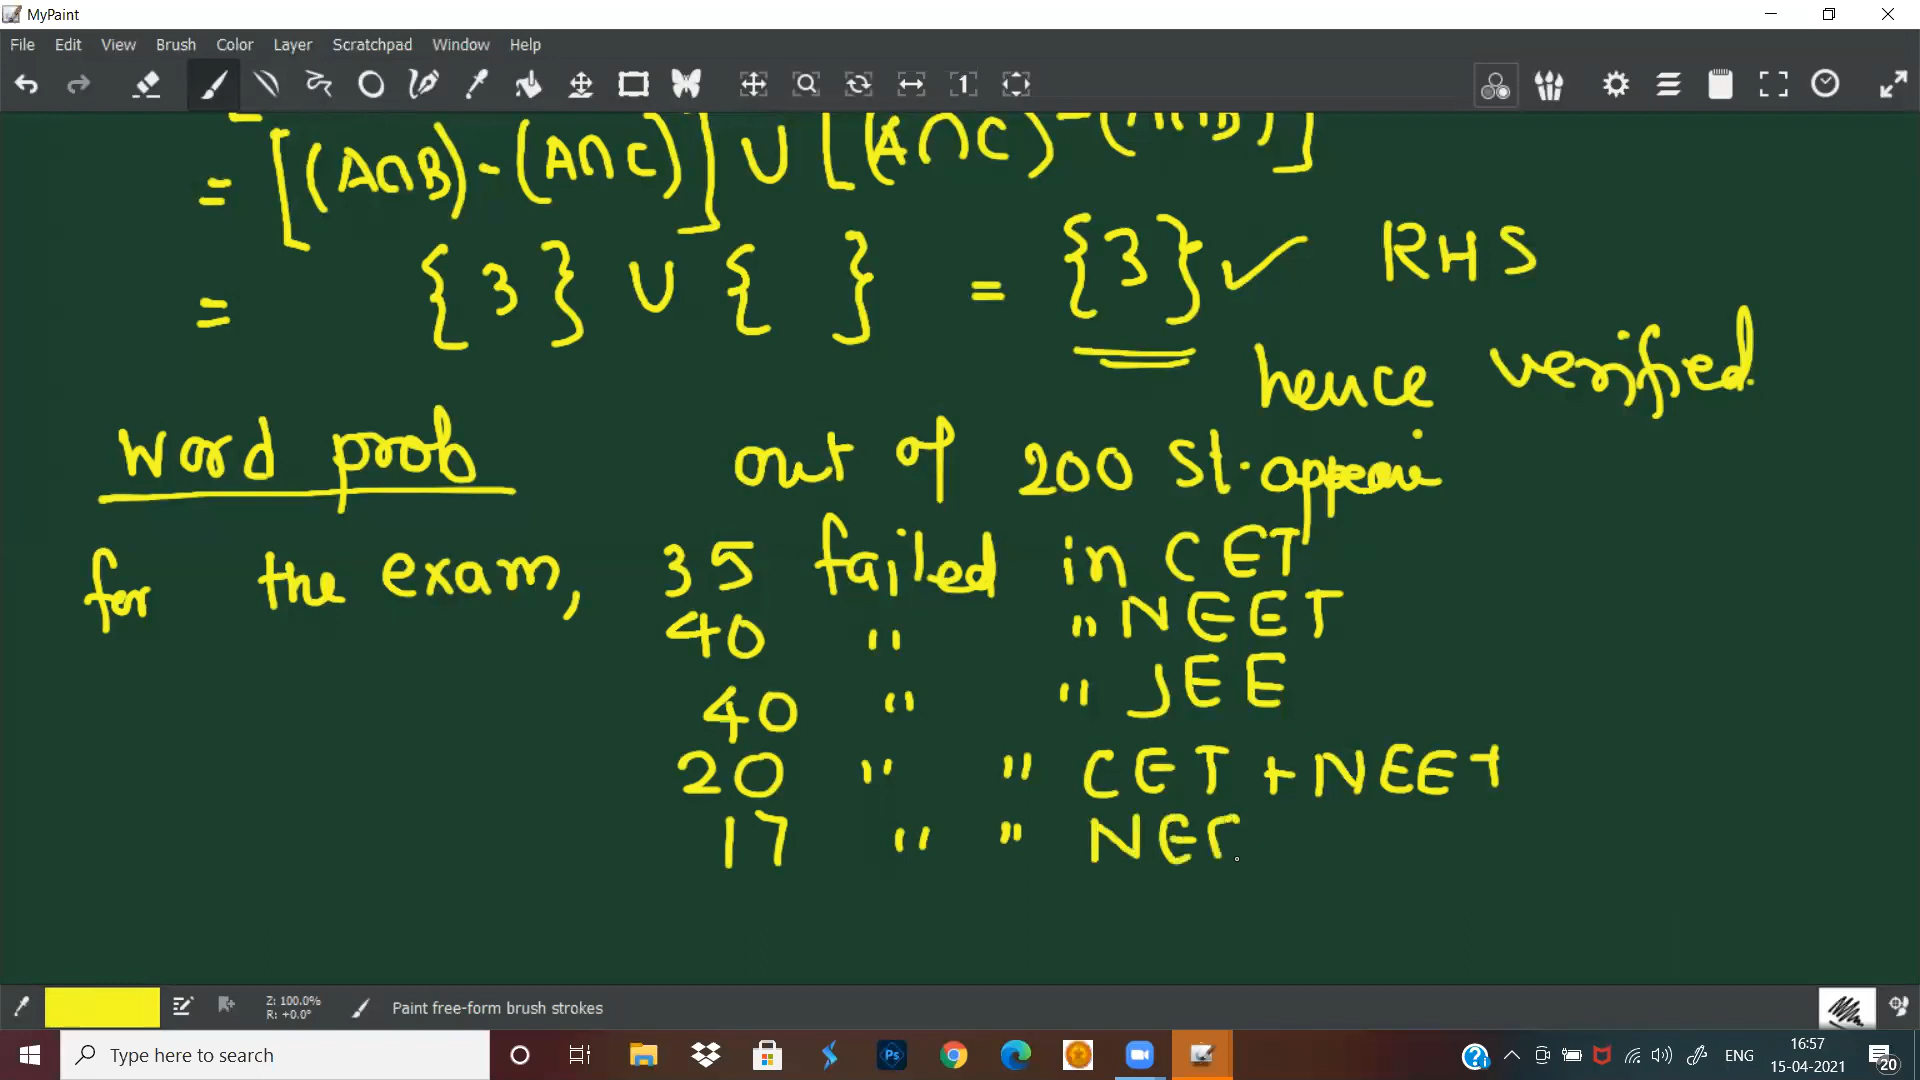 MyPaint
File Edit View Brush Color Layer Scratchpad Window Help
= [(A∩B)-(A∩C)] ∪ [(A∩C)-(A∩B)]
= {3} ∪ { } = {3} ✓ RHS
hence verified.
Word prob out of 200 St. appear
for the exam, 35 failed in CET
40 " " NEET
40 " " JEE
20 " " CET + NEET
17 " " NE
Z: 100.0%
R: +0.0°
Paint free-form brush strokes
Type here to search
ENG
16:57
15-04-2021
20